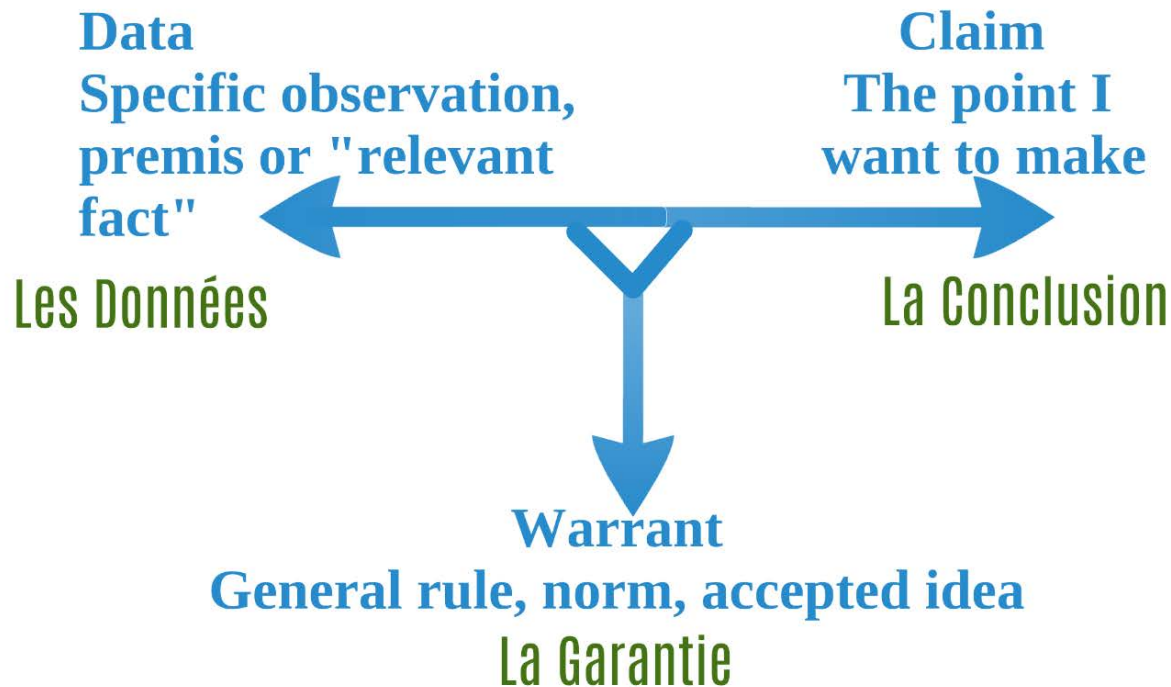 Data
Specific observation,
premis or "relevant
fact"
Les Données
Claim
The point I
want to make
La Conclusion
Warrant
General rule, norm, accepted idea
La Garantie